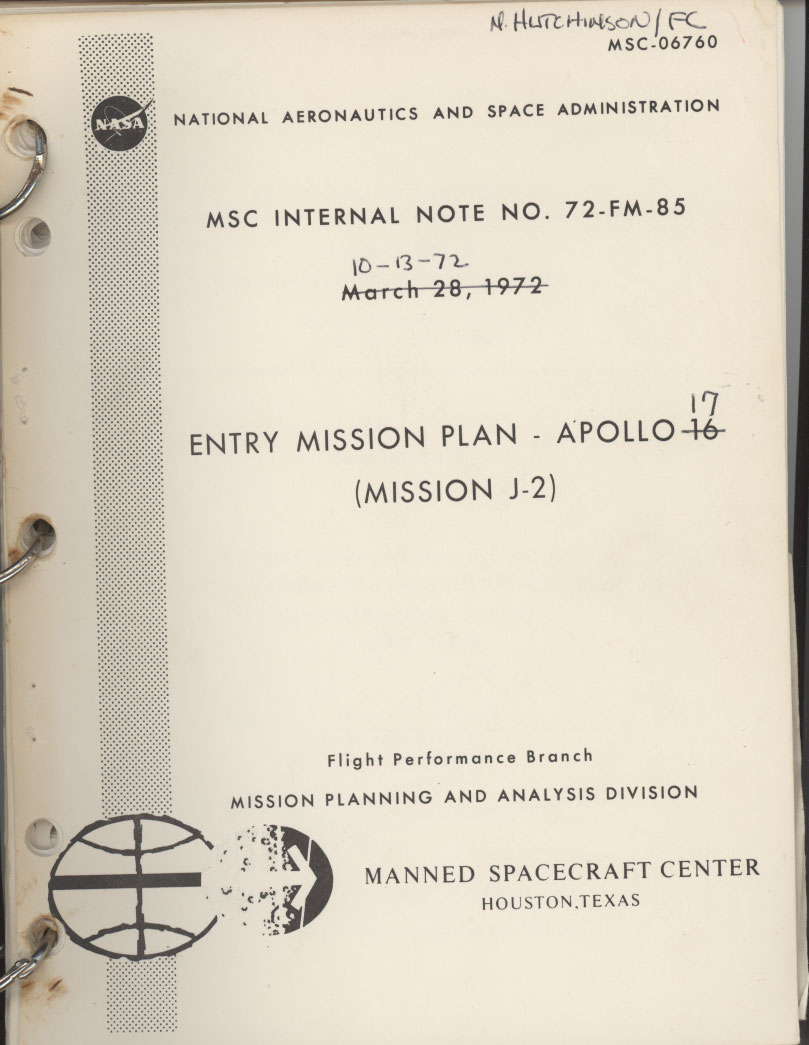 N. HUTCHINSON/FC
MSC-06760
NASA
NATIONAL AERONAUTICS AND SPACE ADMINISTRATION
MSC INTERNAL NOTE NO. 72-FM-85
10-13-72
March 28, 1972
17
ENTRY MISSION PLAN - APOLLO 16
(MISSION J-2)
Flight Performance Branch
MISSION PLANNING AND ANALYSIS DIVISION
MANNED SPACECRAFT CENTER
HOUSTON, TEXAS